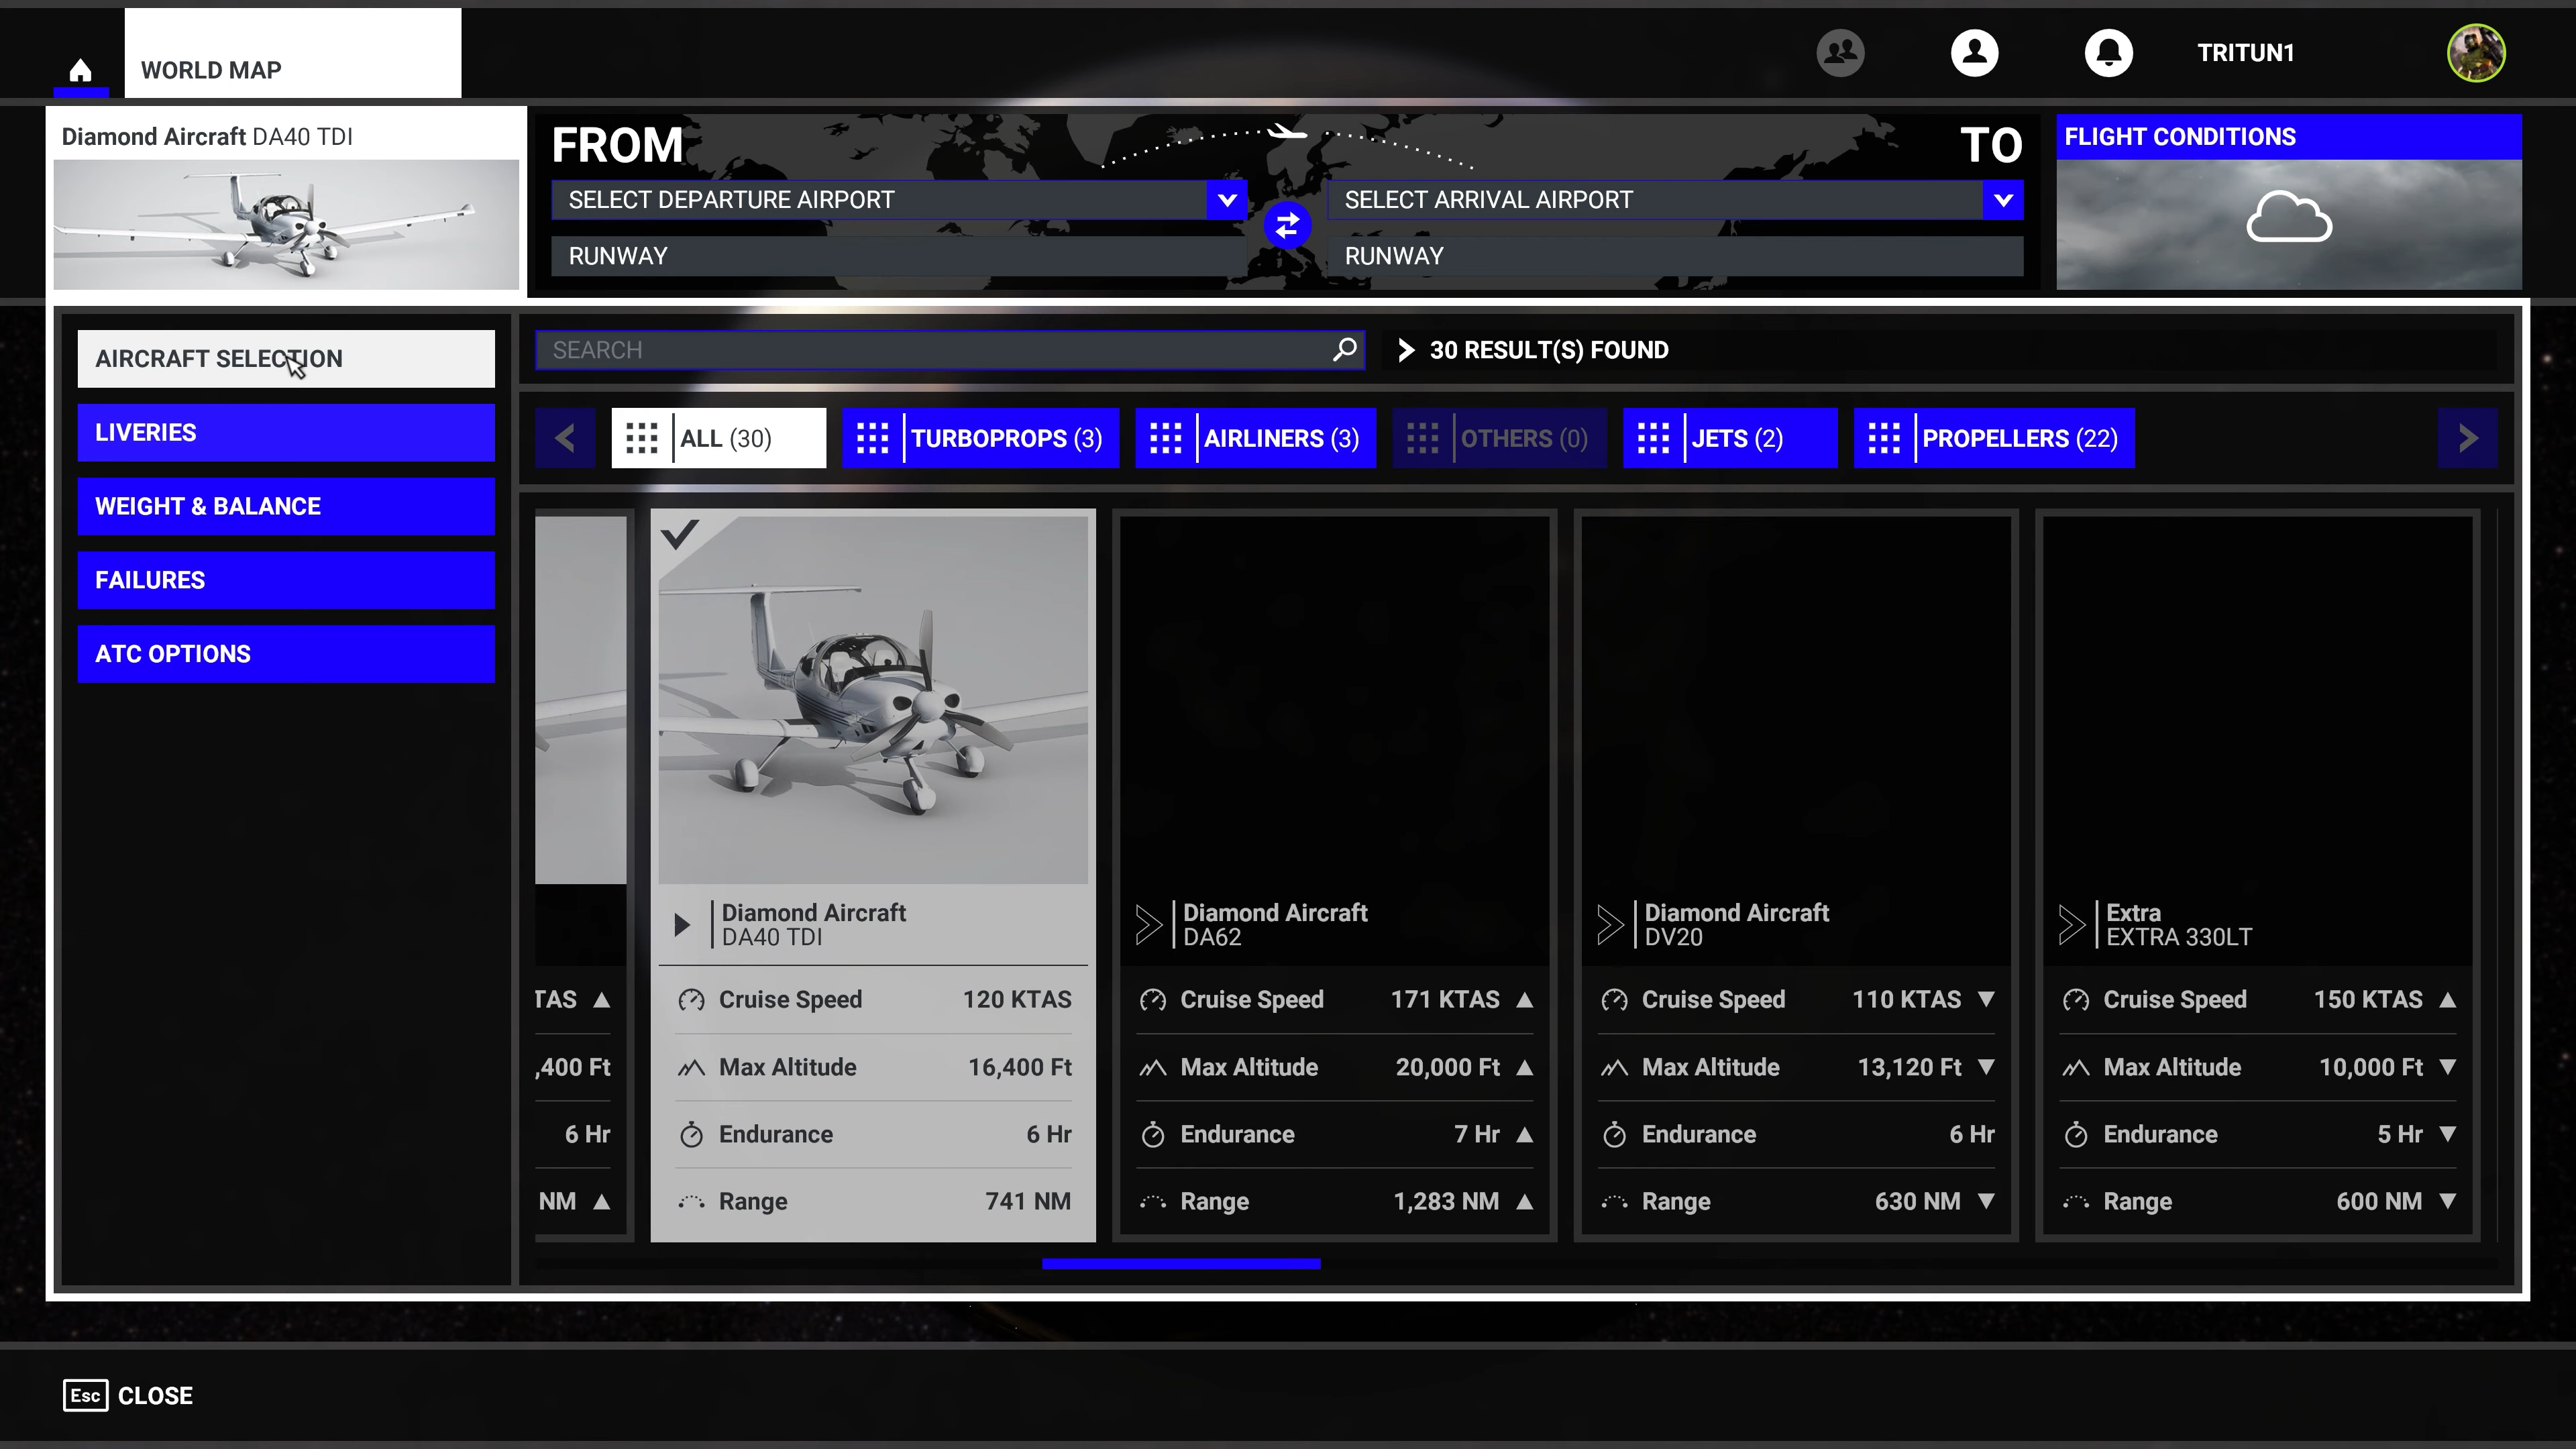 WORLD MAP
TRITUN1
Diamond Aircraft DA40 TDI
FROM
TO
SELECT DEPARTURE AIRPORT
SELECT ARRIVAL AIRPORT
RUNWAY
RUNWAY
FLIGHT CONDITIONS
AIRCRAFT SELECTION
LIVERIES
WEIGHT & BALANCE
FAILURES
ATC OPTIONS
SEARCH
30 RESULT(S) FOUND
ALL (30)
TURBOPROPS (3)
AIRLINERS (3)
OTHERS (0)
JETS (2)
PROPELLERS (22)
TAS
,400 Ft
6 Hr
NM
Diamond Aircraft
DA40 TDI
Cruise Speed 120 KTAS
Max Altitude 16,400 Ft
Endurance 6 Hr
Range 741 NM
Diamond Aircraft
DA62
Cruise Speed 171 KTAS
Max Altitude 20,000 Ft
Endurance 7 Hr
Range 1,283 NM
Diamond Aircraft
DV20
Cruise Speed 110 KTAS
Max Altitude 13,120 Ft
Endurance 6 Hr
Range 630 NM
Extra
EXTRA 330LT
Cruise Speed 150 KTAS
Max Altitude 10,000 Ft
Endurance 5 Hr
Range 600 NM
Esc CLOSE